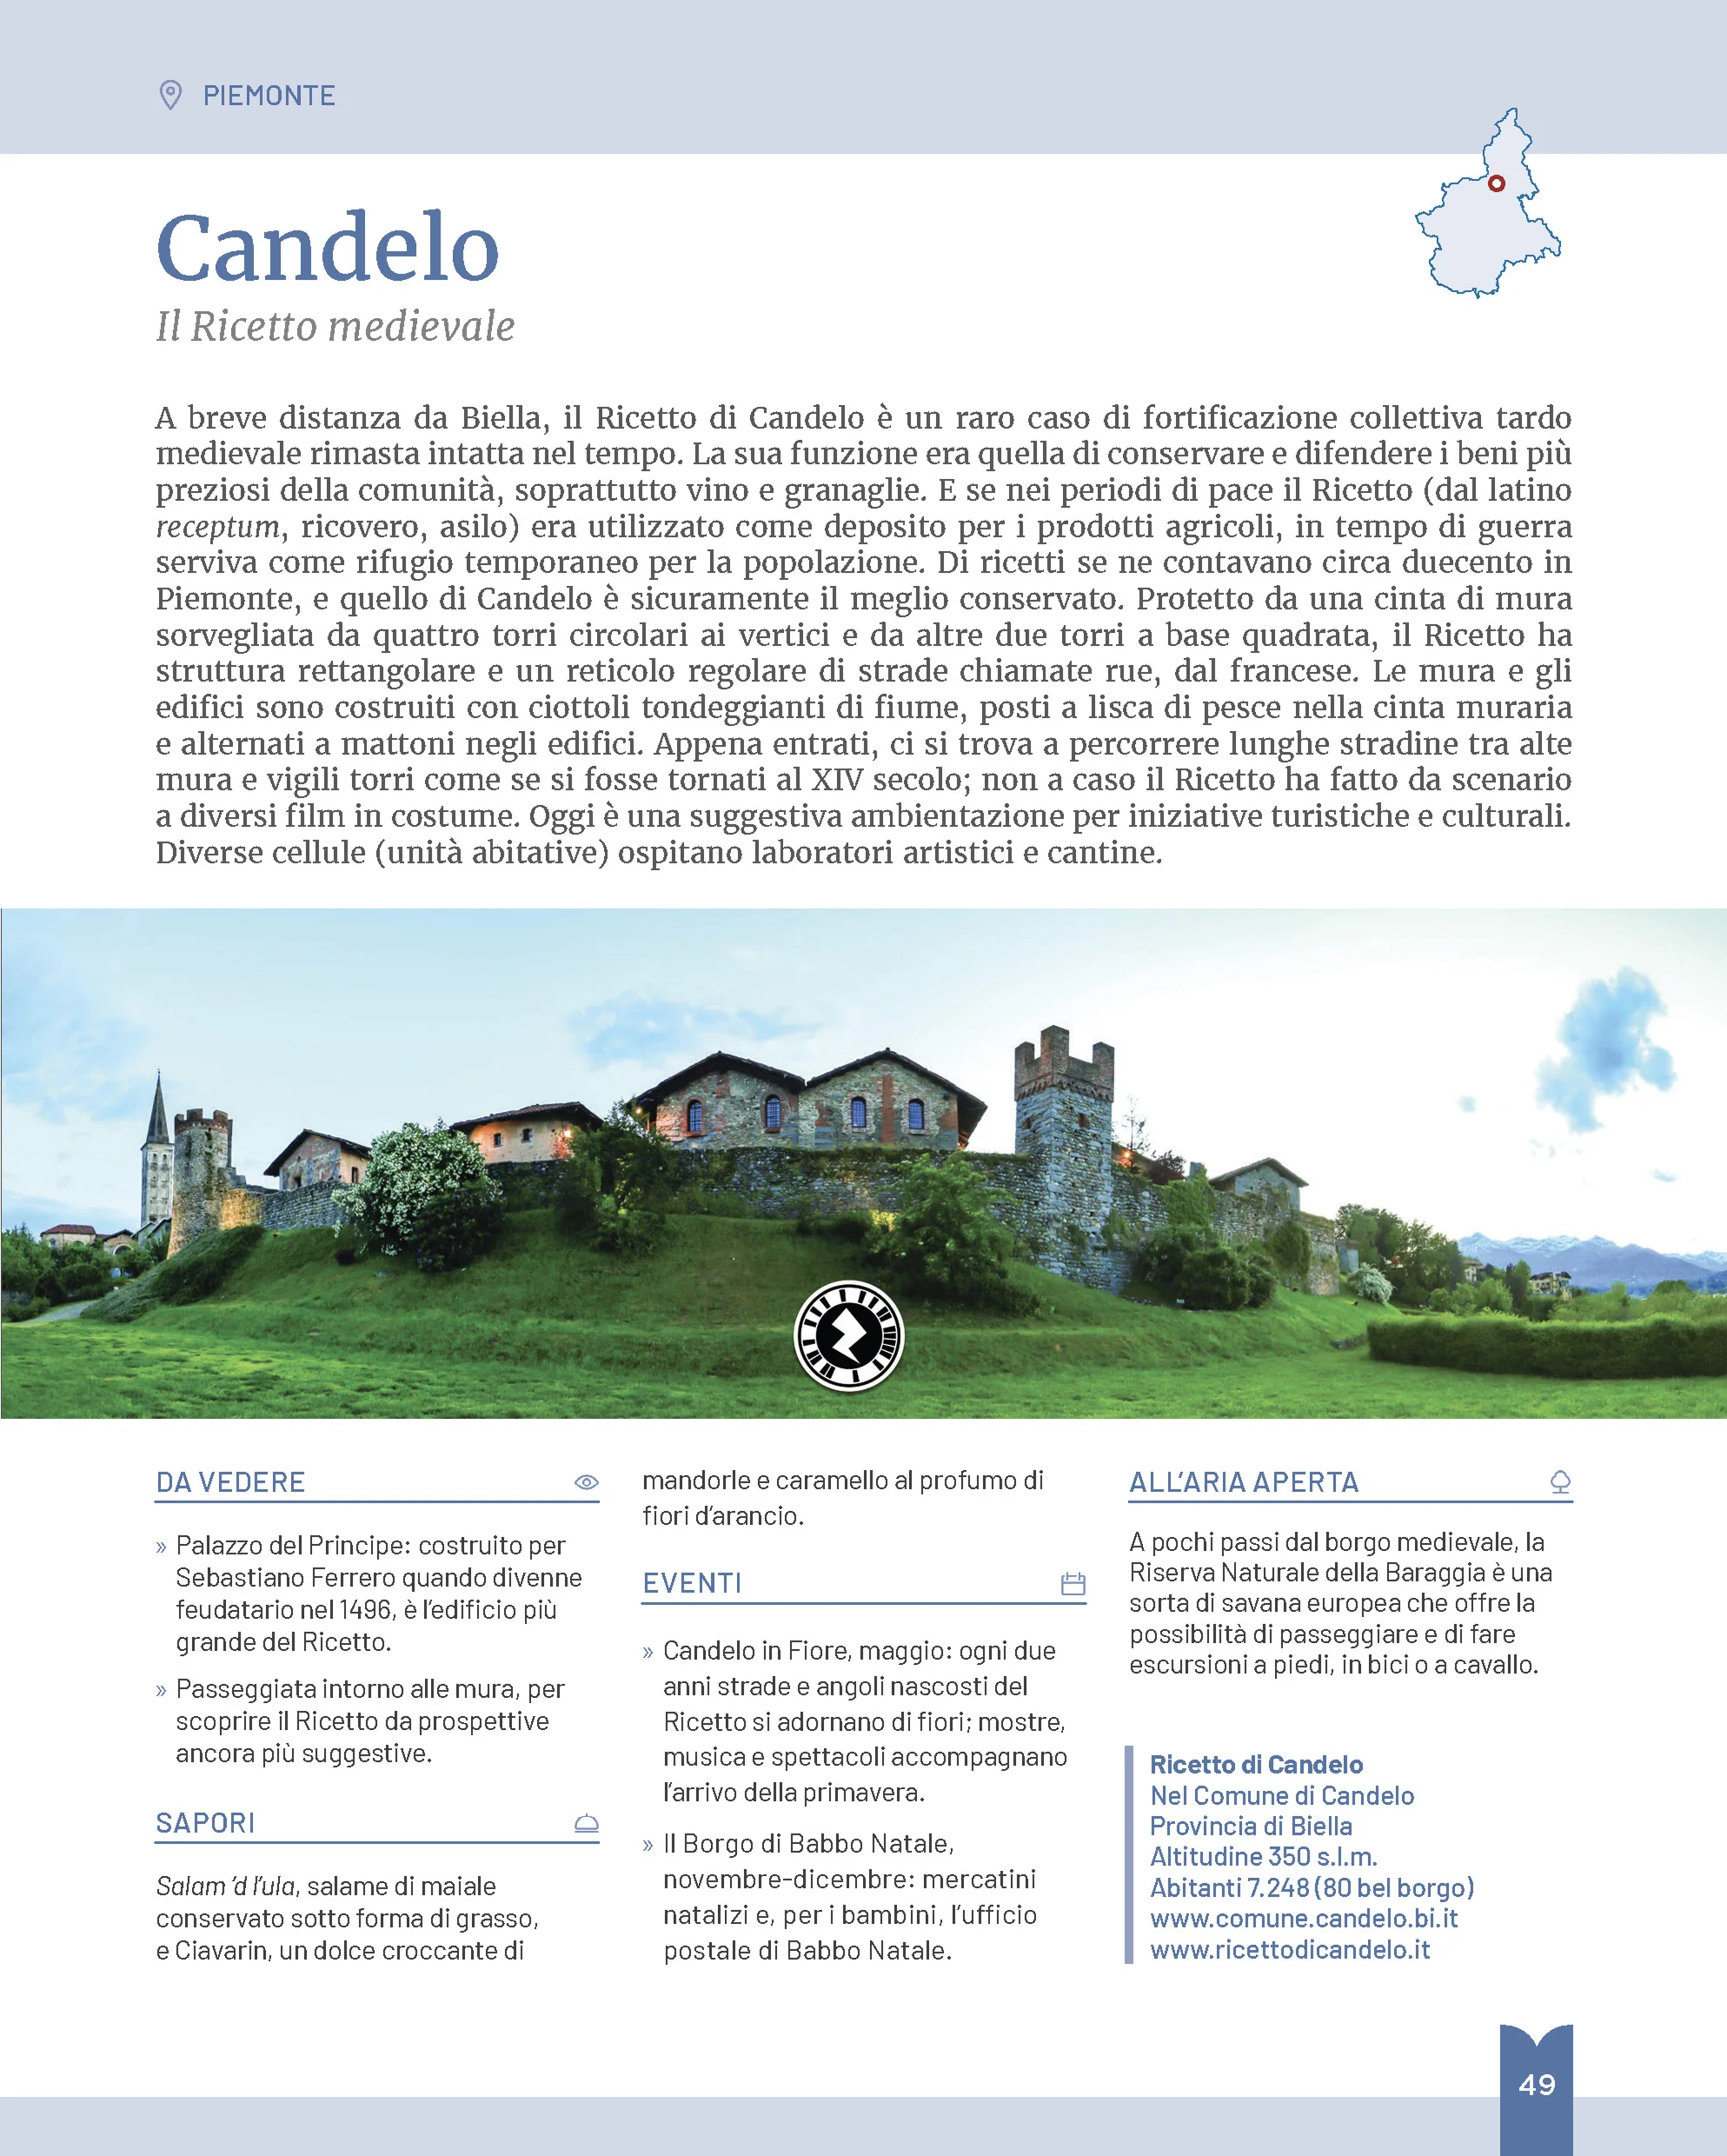 PIEMONTE
Candelo
Il Ricetto medievale
A breve distanza da Biella, il Ricetto di Candelo è un raro caso di fortificazione collettiva tardo
medievale rimasta intatta nel tempo. La sua funzione era quella di conservare e difendere i beni più
preziosi della comunità, soprattutto vino e granaglie. E se nei periodi di pace il Ricetto (dal latino
receptum, ricovero, asilo) era utilizzato come deposito per i prodotti agricoli, in tempo di guerra
serviva come rifugio temporaneo per la popolazione. Di ricetti se ne contavano circa duecento in
Piemonte, e quello di Candelo è sicuramente il meglio conservato. Protetto da una cinta di mura
sorvegliata da quattro torri circolari ai vertici e da altre due torri a base quadrata, il Ricetto ha
struttura rettangolare e un reticolo regolare di strade chiamate rue, dal francese. Le mura e gli
edifici sono costruiti con ciottoli tondeggianti di fiume, posti a lisca di pesce nella cinta muraria
e alternati a mattoni negli edifici. Appena entrati, ci si trova a percorrere lunghe stradine tra alte
mura e vigili torri come se si fosse tornati al XIV secolo; non a caso il Ricetto ha fatto da scenario
a diversi film in costume. Oggi è una suggestiva ambientazione per iniziative turistiche e culturali.
Diverse cellule (unità abitative) ospitano laboratori artistici e cantine.
DA VEDERE
» Palazzo del Principe: costruito per
Sebastiano Ferrero quando divenne
feudatario nel 1496, è l'edificio più
grande del Ricetto.
» Passeggiata intorno alle mura, per
scoprire il Ricetto da prospettive
ancora più suggestive.
SAPORI
Salam 'd l'ula, salame di maiale
conservato sotto forma di grasso,
e Ciavarin, un dolce croccante di
mandorle e caramello al profumo di
fiori d'arancio.
EVENTI
» Candelo in Fiore, maggio: ogni due
anni strade e angoli nascosti del
Ricetto si adornano di fiori; mostre,
musica e spettacoli accompagnano
l'arrivo della primavera.
» Il Borgo di Babbo Natale,
novembre-dicembre: mercatini
natalizi e, per i bambini, l'ufficio
postale di Babbo Natale.
ALL'ARIA APERTA
A pochi passi dal borgo medievale, la
Riserva Naturale della Baraggia è una
sorta di savana europea che offre la
possibilità di passeggiare e di fare
escursioni a piedi, in bici o a cavallo.
Ricetto di Candelo
Nel Comune di Candelo
Provincia di Biella
Altitudine 350 s.l.m.
Abitanti 7.248 (80 bel borgo)
www.comune.candelo.bi.it
www.ricettodicandelo.it
49